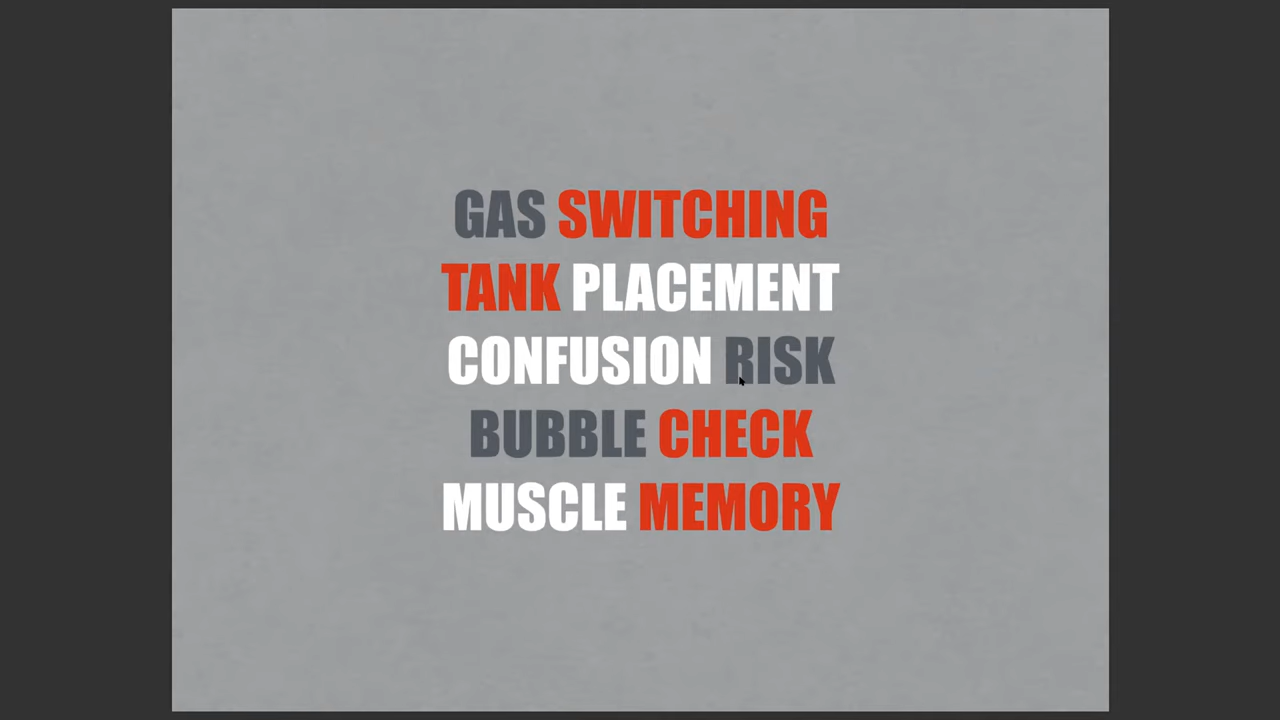 GAS SWITCHING
TANK PLACEMENT
CONFUSION RISK
BUBBLE CHECK
MUSCLE MEMORY